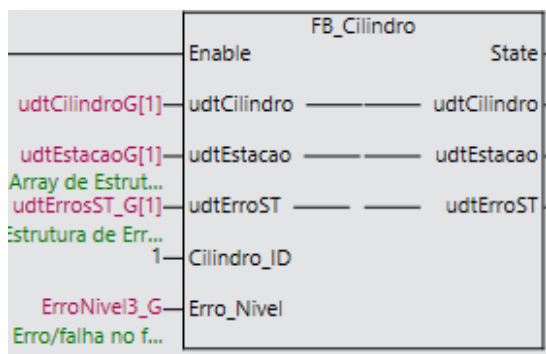 FB_Cilindro
Enable State
udtCilindroG[1] udtCilindro udtCilindro
udtEstacaoG[1] udtEstacao udtEstacao
Array de Estrut...
udtErrosST_G[1] udtErroST udtErroST
Estrutura de Err...
1 Cilindro_ID
ErroNivel3_G Erro_Nivel
Erro/falha no f...